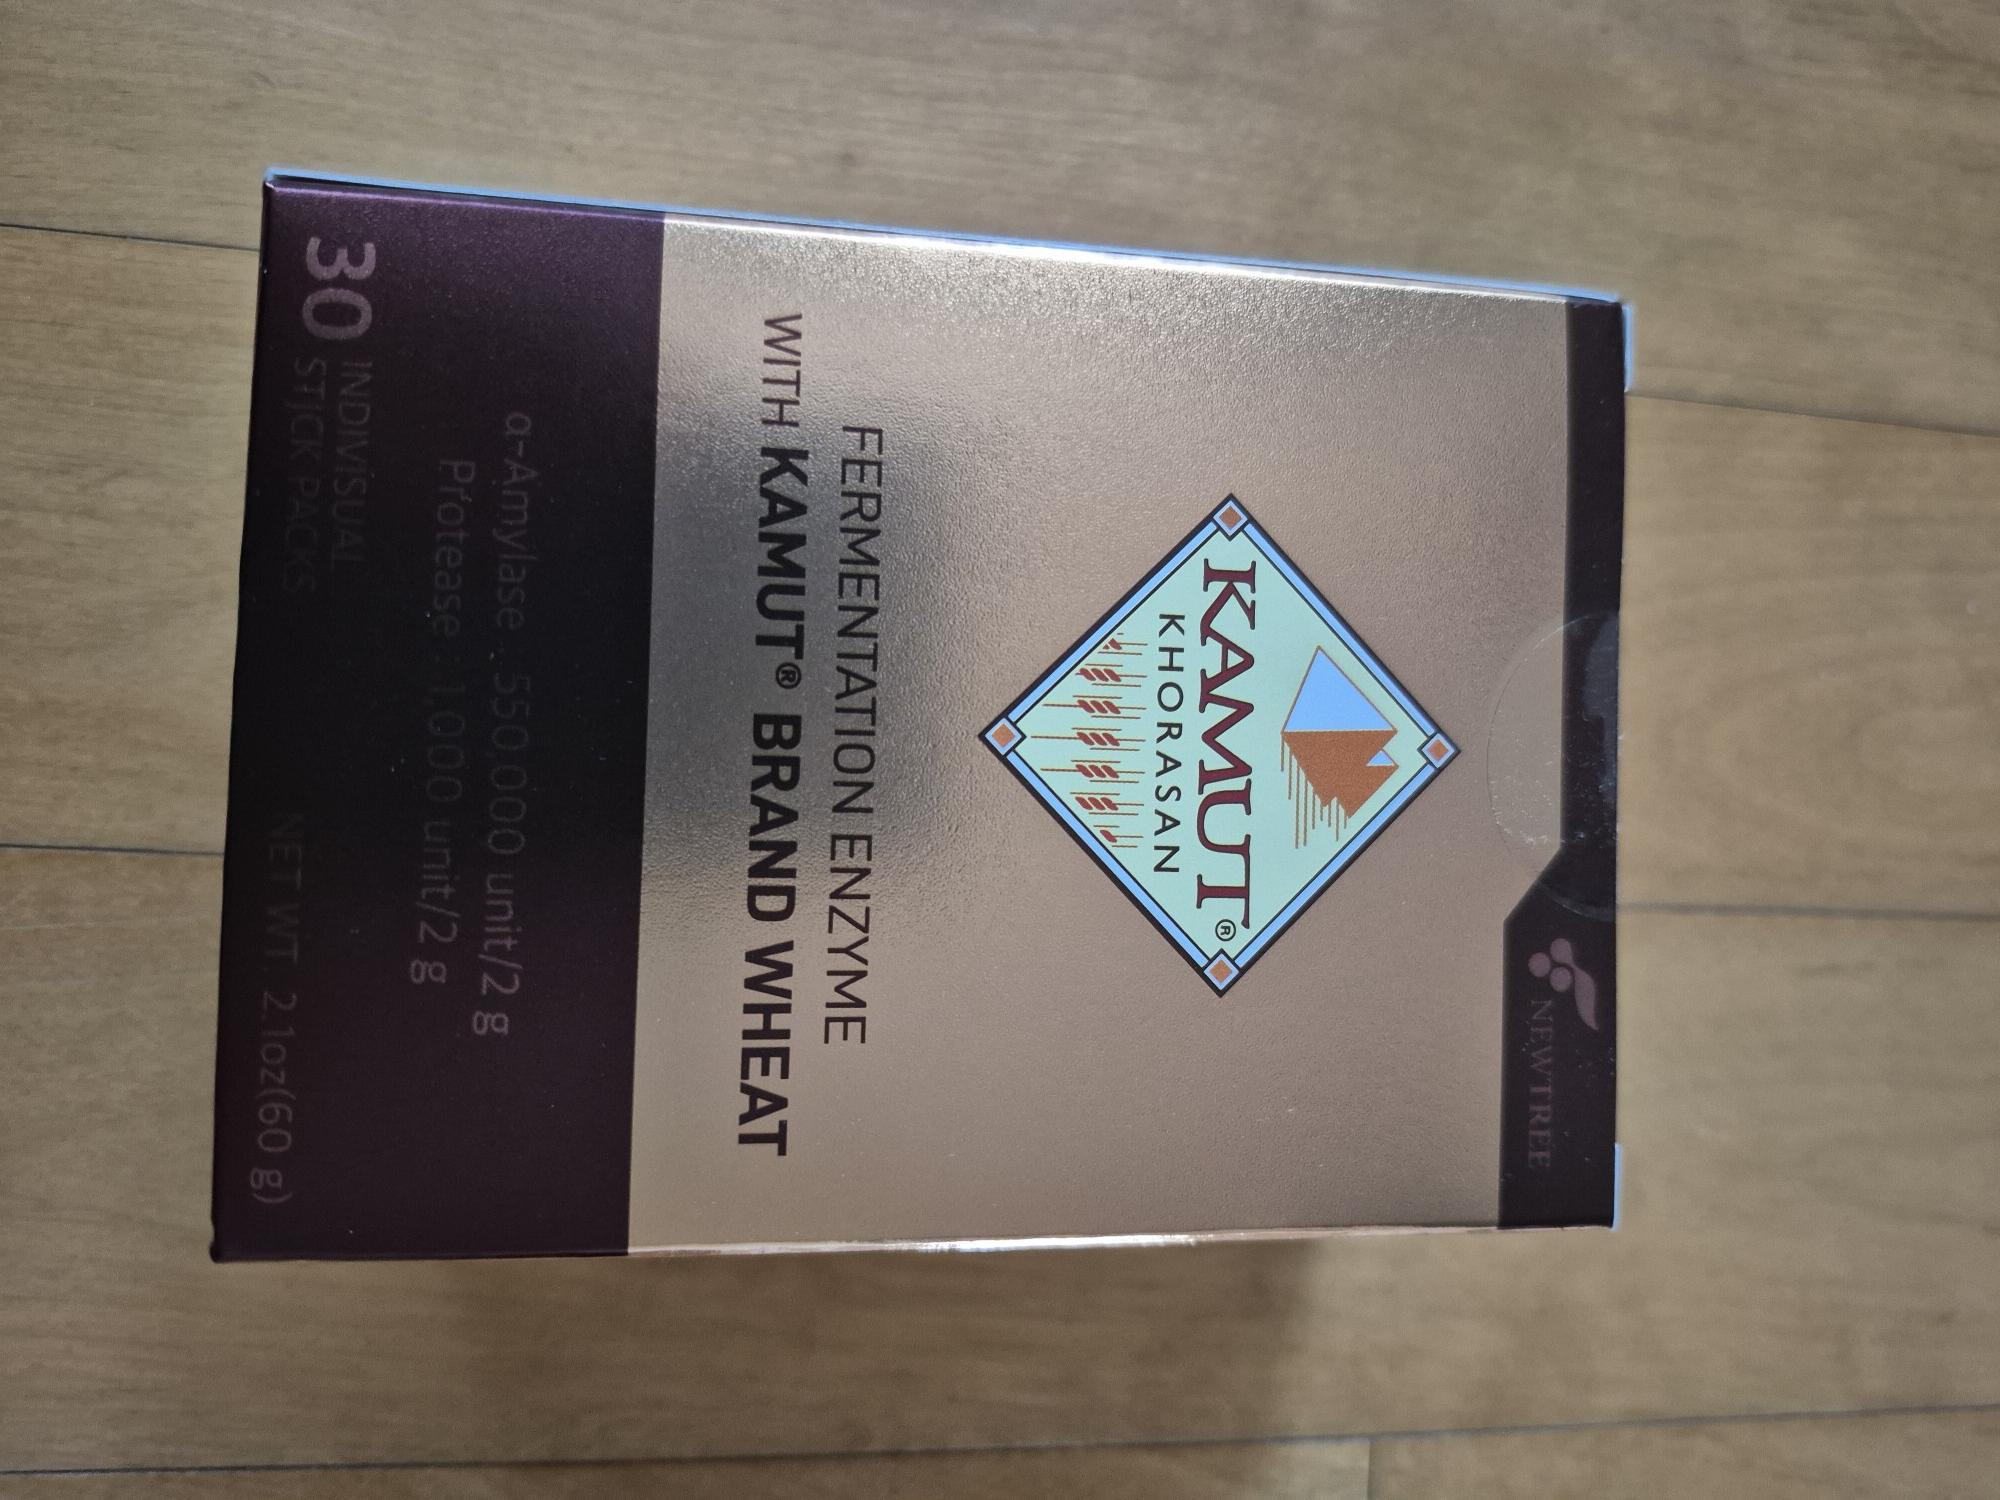 NEWTREE
KAMUT®
KHORASAN
FERMENTATION ENZYME
WITH KAMUT® BRAND WHEAT
α-Amylase : 550,000 unit/2 g
Protease : 1,000 unit/2 g
30 INDIVISUAL
STICK PACKS
NET WT. 2.1oz(60 g)